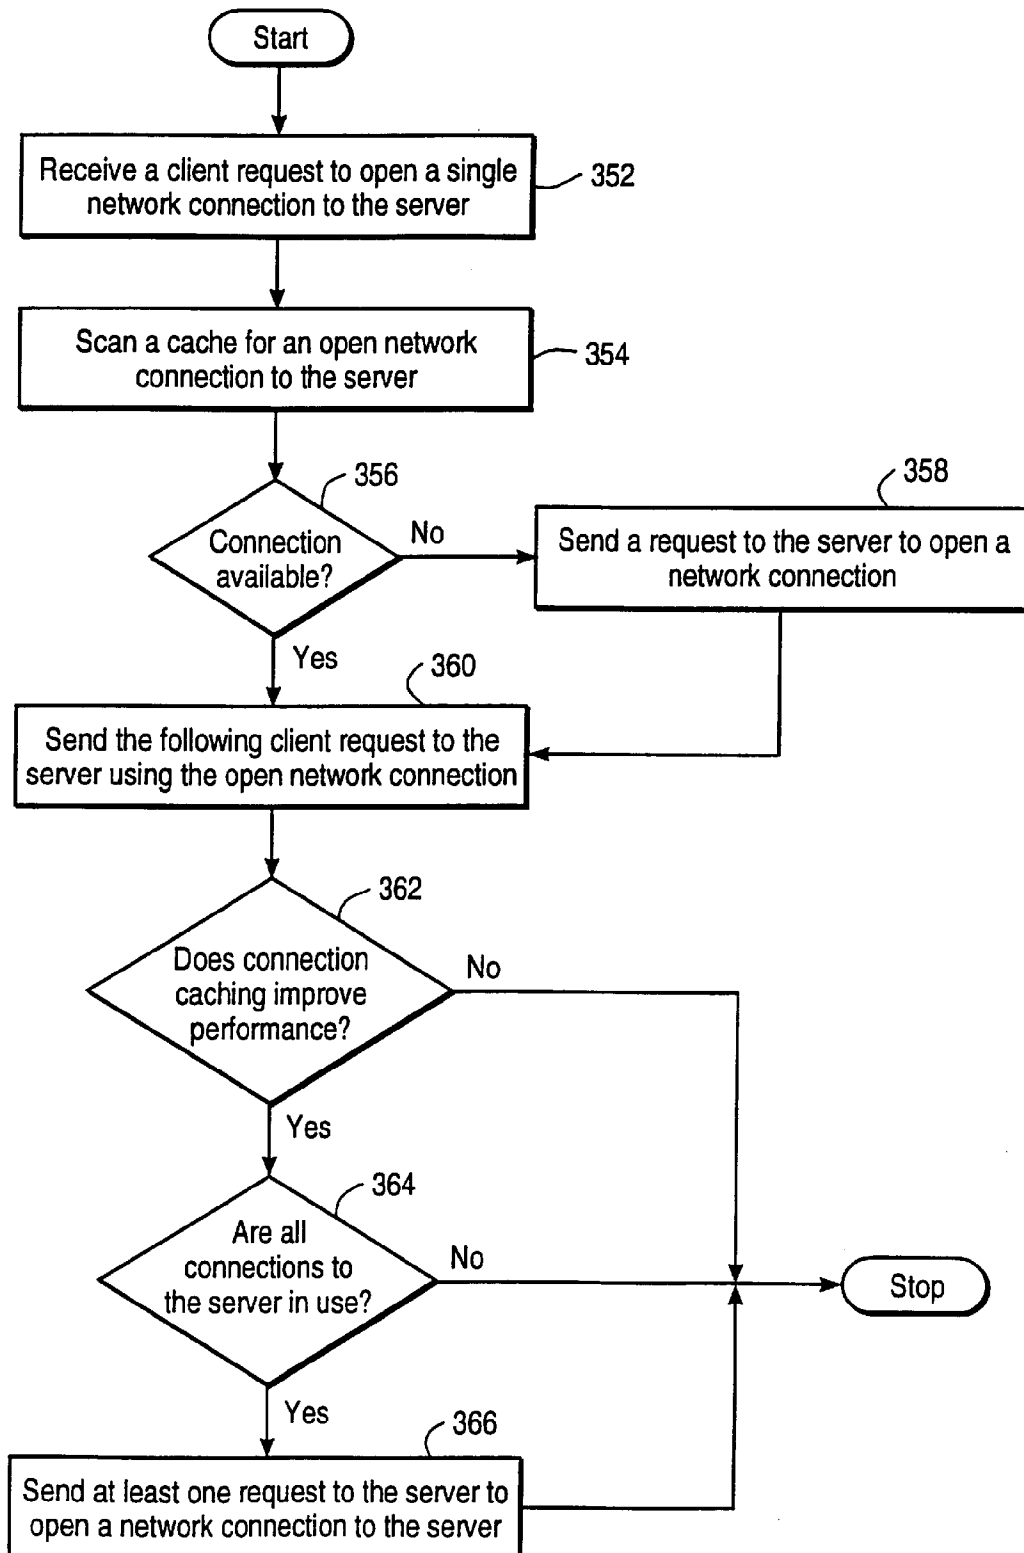 Start
Receive a client request to open a single
network connection to the server
352
Scan a cache for an open network
connection to the server
354
356
Connection
available?
No
358
Send a request to the server to open a
network connection
Yes
360
Send the following client request to the
server using the open network connection
362
Does connection
caching improve
performance?
No
Yes
364
Are all
connections to
the server in use?
No
Stop
Yes
366
Send at least one request to the server to
open a network connection to the server